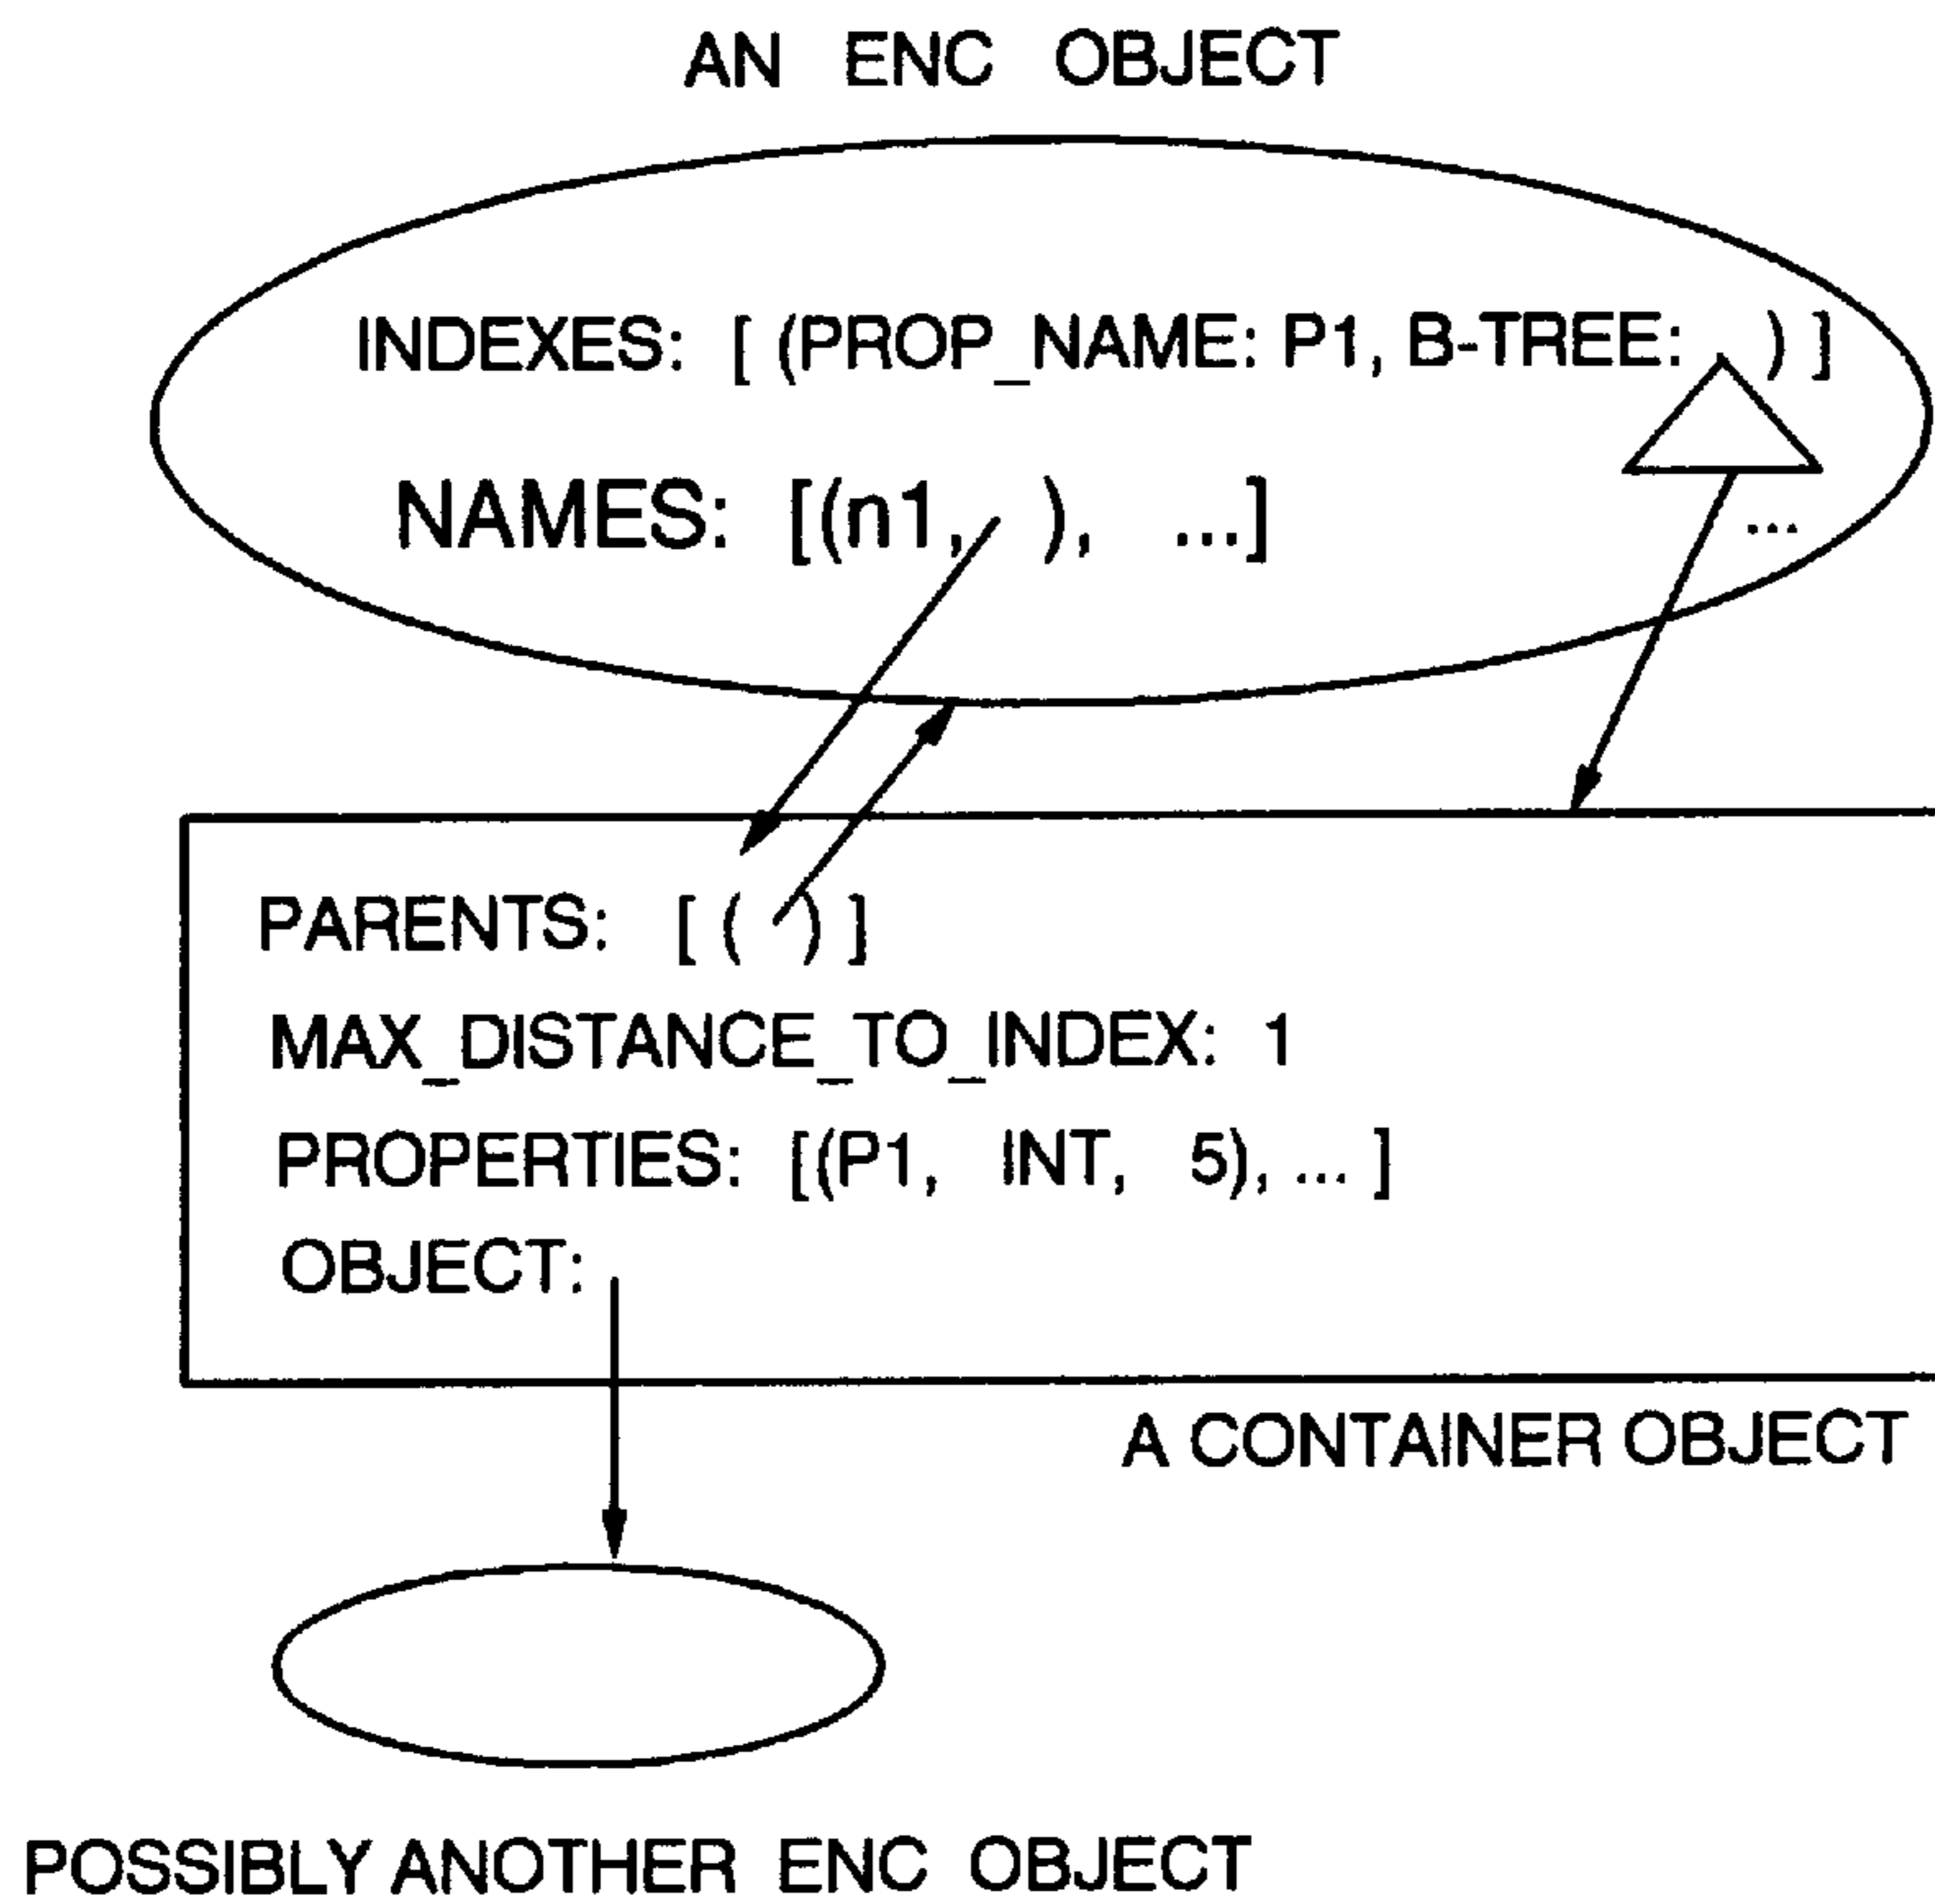 AN ENC OBJECT
INDEXES: [ (PROP_NAME: P1, B-TREE: ) ]
NAMES: [(n1, ), ...]
...
PARENTS: [ ( ) ]
MAX_DISTANCE_TO_INDEX: 1
PROPERTIES: [(P1, INT, 5), ... ]
OBJECT:
A CONTAINER OBJECT
POSSIBLY ANOTHER ENC OBJECT